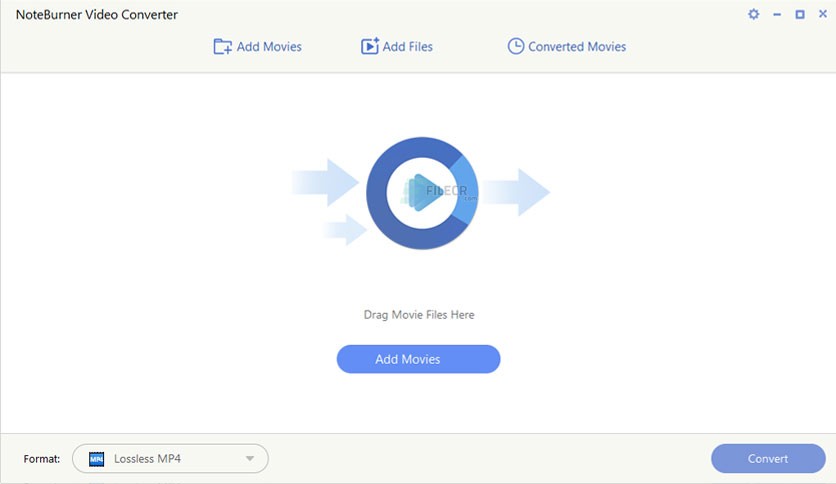 NoteBurner Video Converter
Add Movies Add Files Converted Movies
FILECR
.com
Drag Movie Files Here
Add Movies
Format: MP4 Lossless MP4 Convert